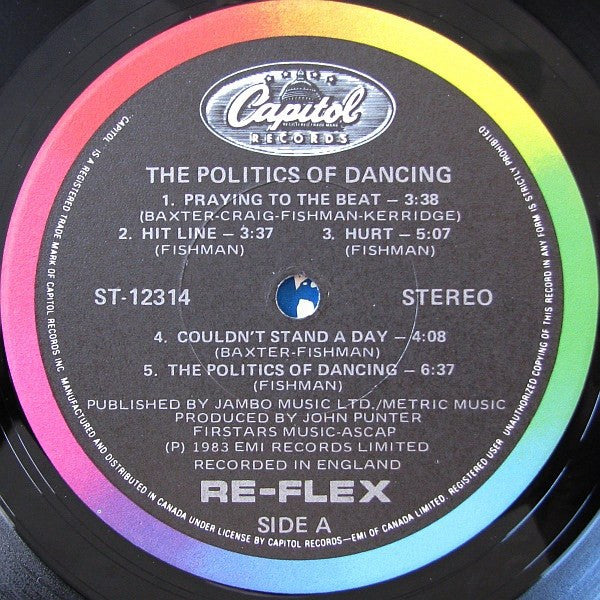 Capitol
RECORDS
THE POLITICS OF DANCING
1. PRAYING TO THE BEAT – 3:38
(BAXTER-CRAIG-FISHMAN-KERRIDGE)
2. HIT LINE – 3:37 3. HURT – 5:07
(FISHMAN) (FISHMAN)
ST-12314 STEREO
4. COULDN'T STAND A DAY – 4:08
(BAXTER-FISHMAN)
5. THE POLITICS OF DANCING – 6:37
(FISHMAN)
PUBLISHED BY JAMBO MUSIC LTD./METRIC MUSIC
PRODUCED BY JOHN PUNTER
FIRSTARS MUSIC-ASCAP
(P) 1983 EMI RECORDS LIMITED
RECORDED IN ENGLAND
RE-FLEX
SIDE A
CAPITOL IS A REGISTERED TRADE MARK OF CAPITOL RECORDS INC. MANUFACTURED AND DISTRIBUTED IN CANADA UNDER LICENSE BY CAPITOL RECORDS—EMI OF CANADA LIMITED. REGISTERED USER. UNAUTHORIZED COPYING OF THIS RECORD IN ANY FORM IS STRICTLY PROHIBITED